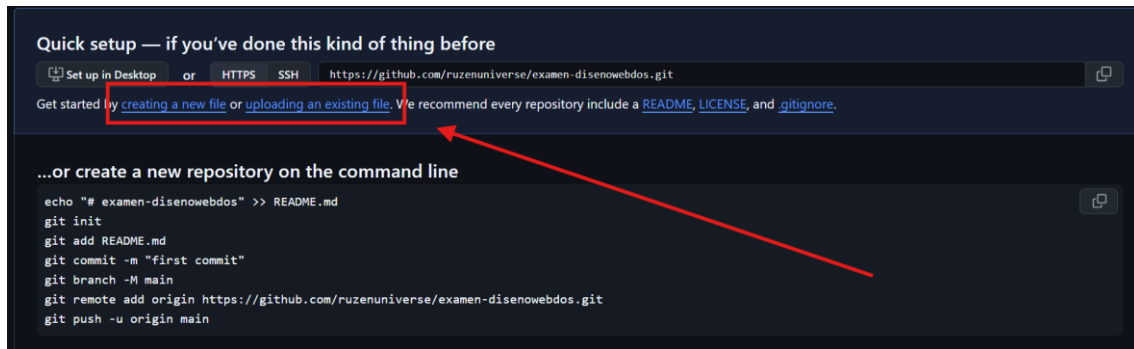 Quick setup — if you’ve done this kind of thing before
Set up in Desktop or HTTPS SSH https://github.com/ruzenuniverse/examen-disenowebdos.git
Get started by creating a new file or uploading an existing file. We recommend every repository include a README, LICENSE, and .gitignore.
...or create a new repository on the command line
echo "# examen-disenowebdos" >> README.md
git init
git add README.md
git commit -m "first commit"
git branch -M main
git remote add origin https://github.com/ruzenuniverse/examen-disenowebdos.git
git push -u origin main